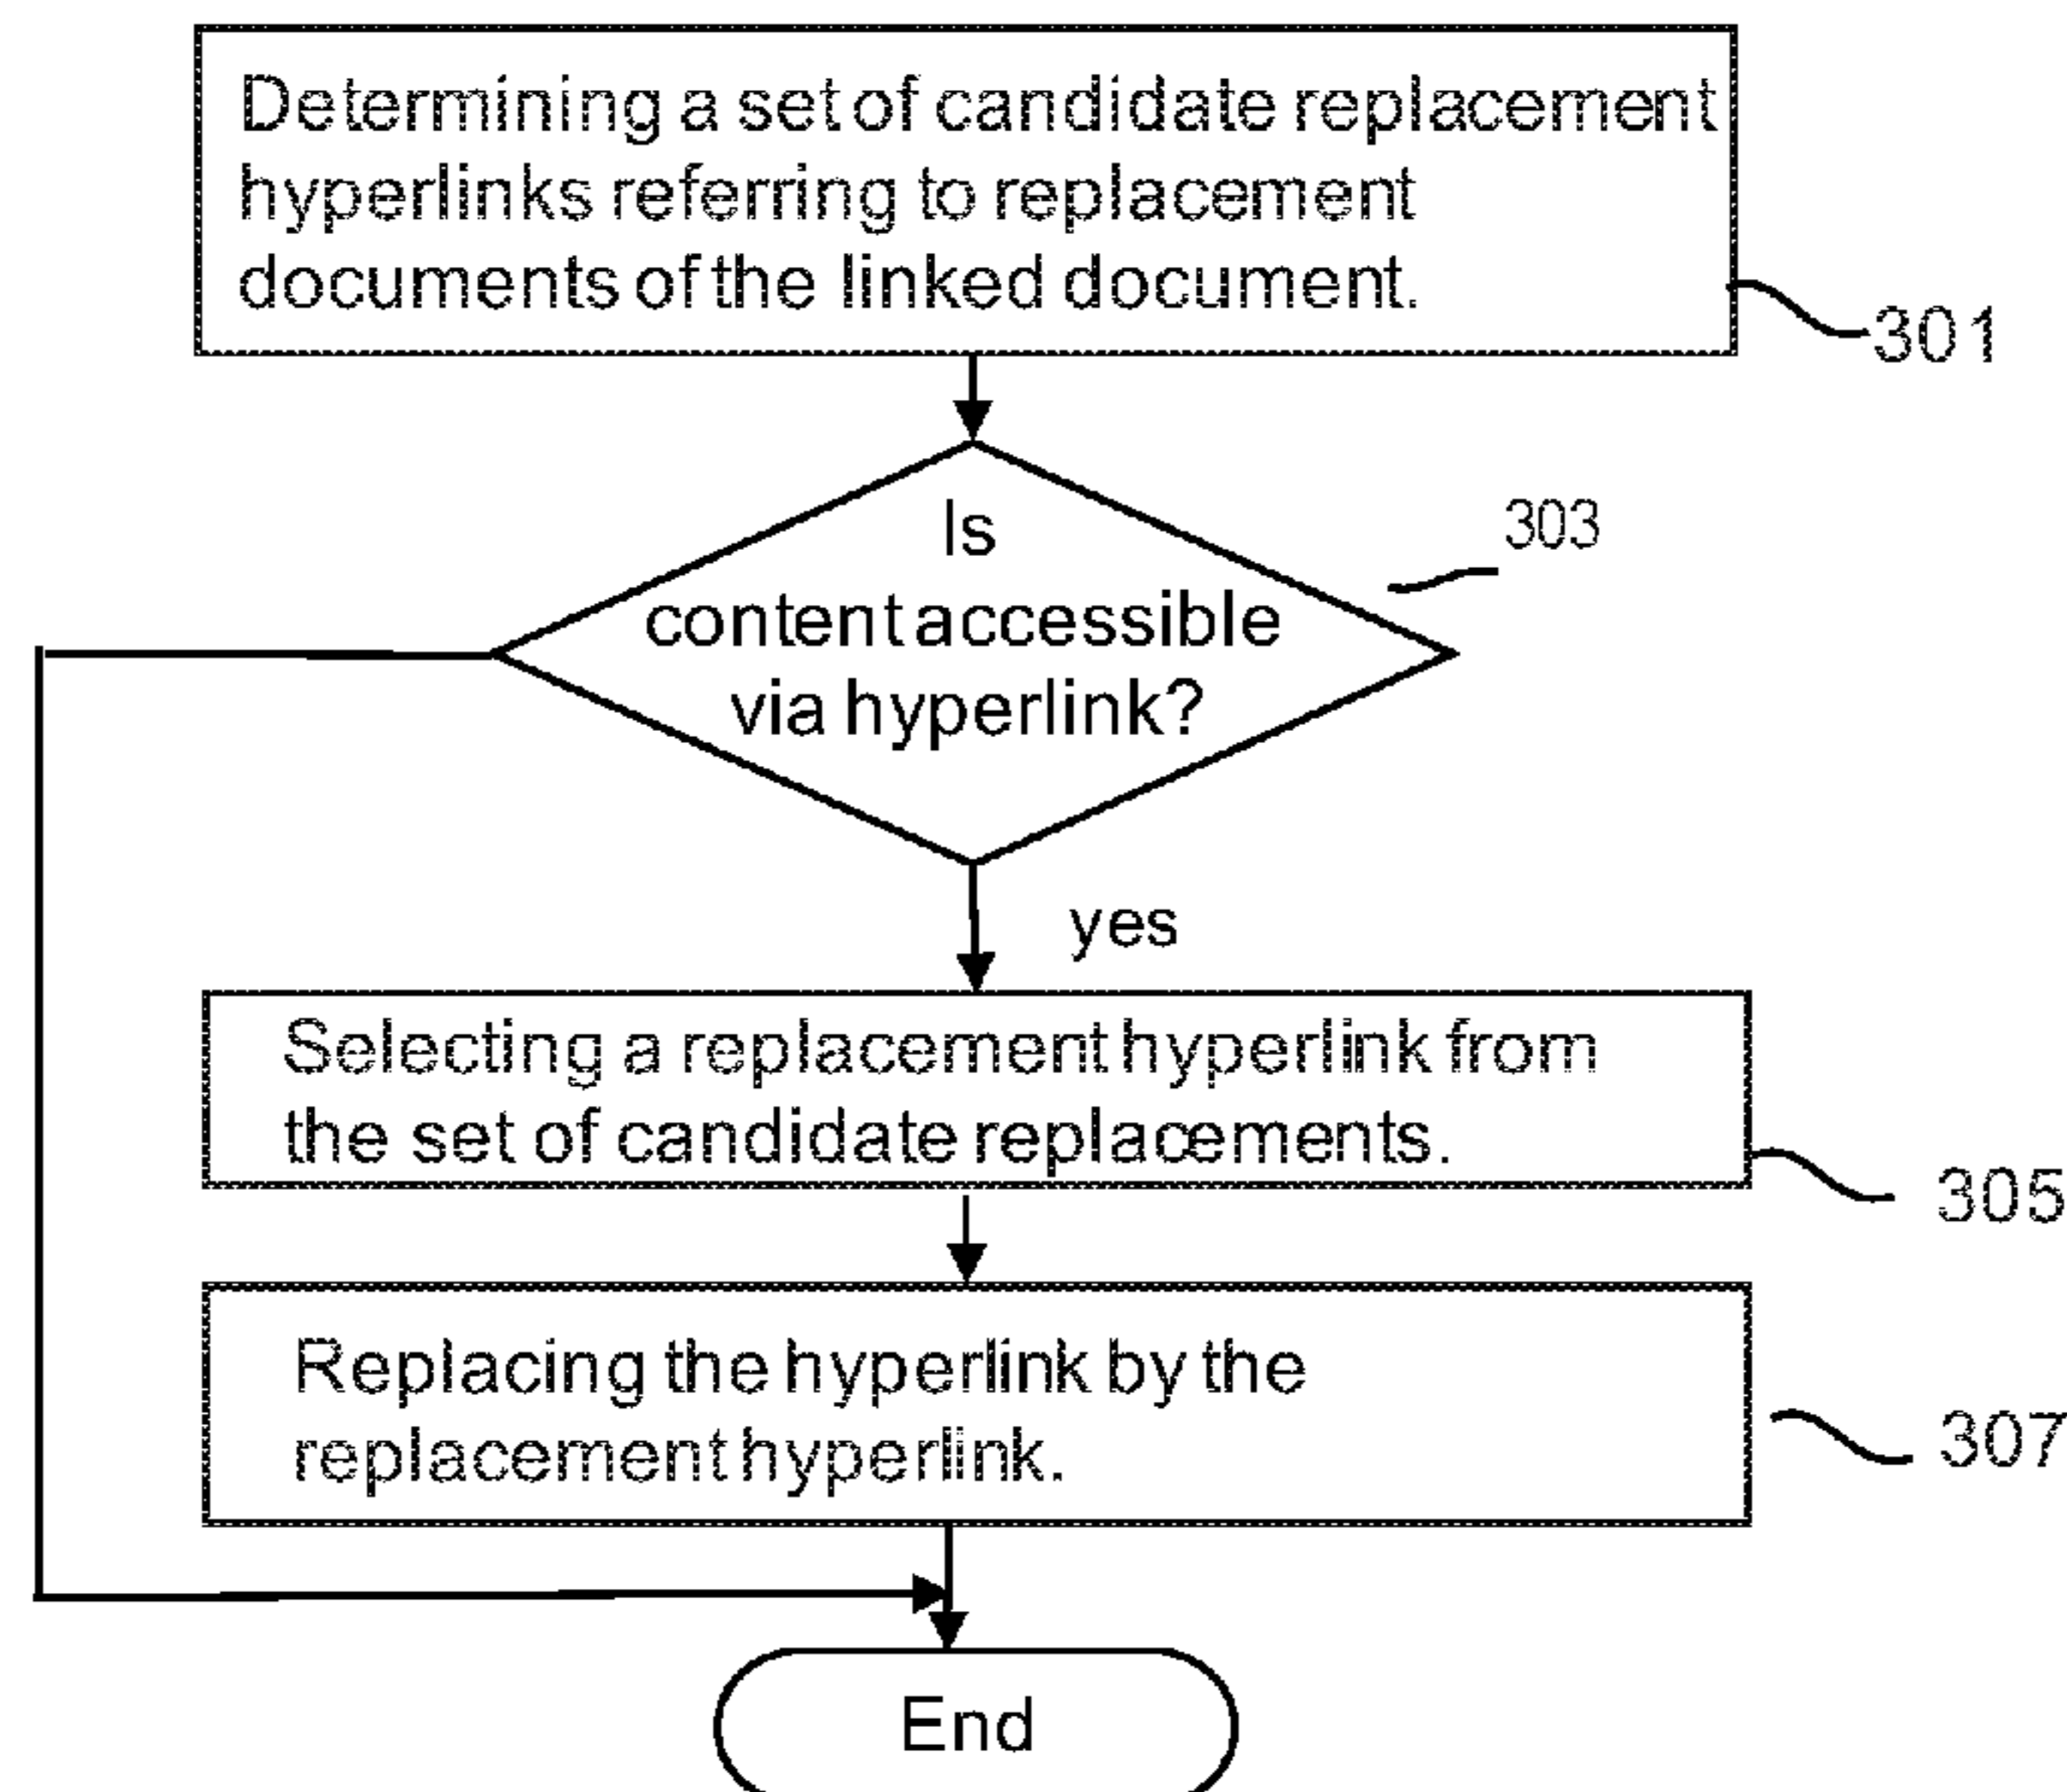 Determining a set of candidate replacement
hyperlinks referring to replacement
documents of the linked document.
301
Is
content accessible
via hyperlink?
303
yes
Selecting a replacement hyperlink from
the set of candidate replacements.
305
Replacing the hyperlink by the
replacement hyperlink.
307
End